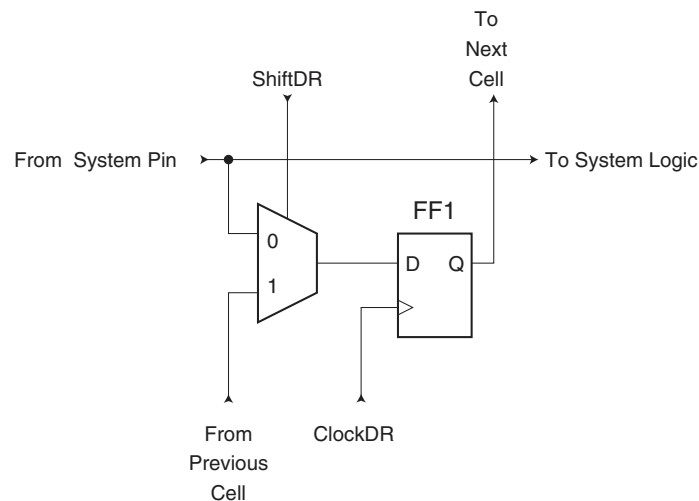 To
Next
Cell
ShiftDR
From System Pin
To System Logic
FF1
0
D Q
1
From
Previous
Cell
ClockDR